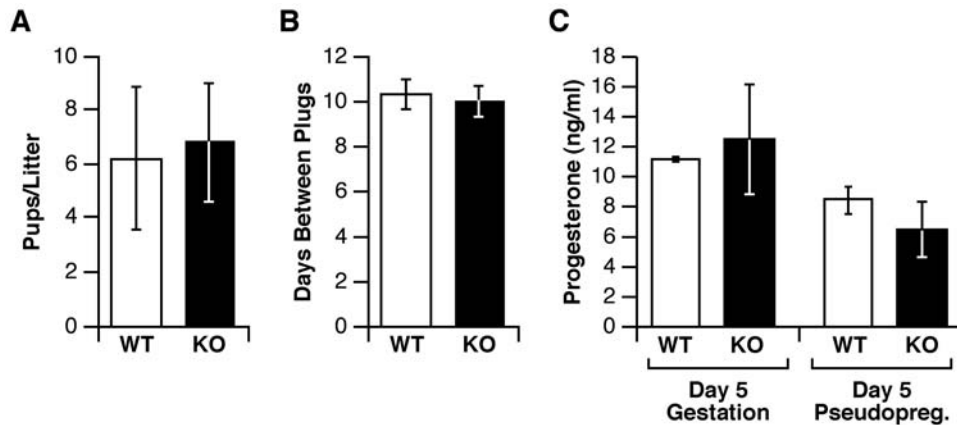 A
B
C
Pups/Litter
10
8
6
4
2
0
WT KO
Days Between Plugs
12
10
8
6
4
2
0
WT KO
Progesterone (ng/ml)
18
16
14
12
10
8
6
4
2
0
WT KO WT KO
Day 5 Day 5
Gestation Pseudopreg.